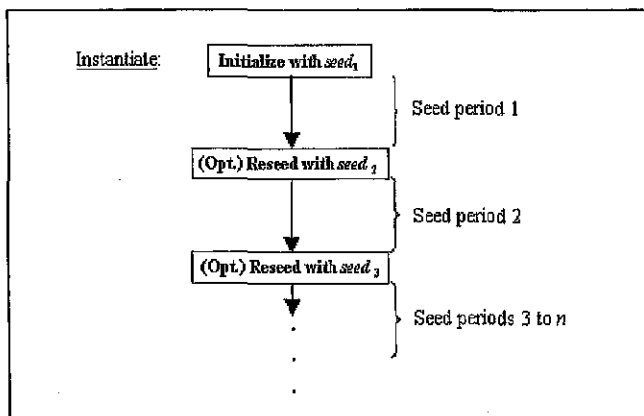 Instantiate: Initialize with seed₁
Seed period 1
(Opt.) Reseed with seed₂
Seed period 2
(Opt.) Reseed with seed₃
Seed periods 3 to n